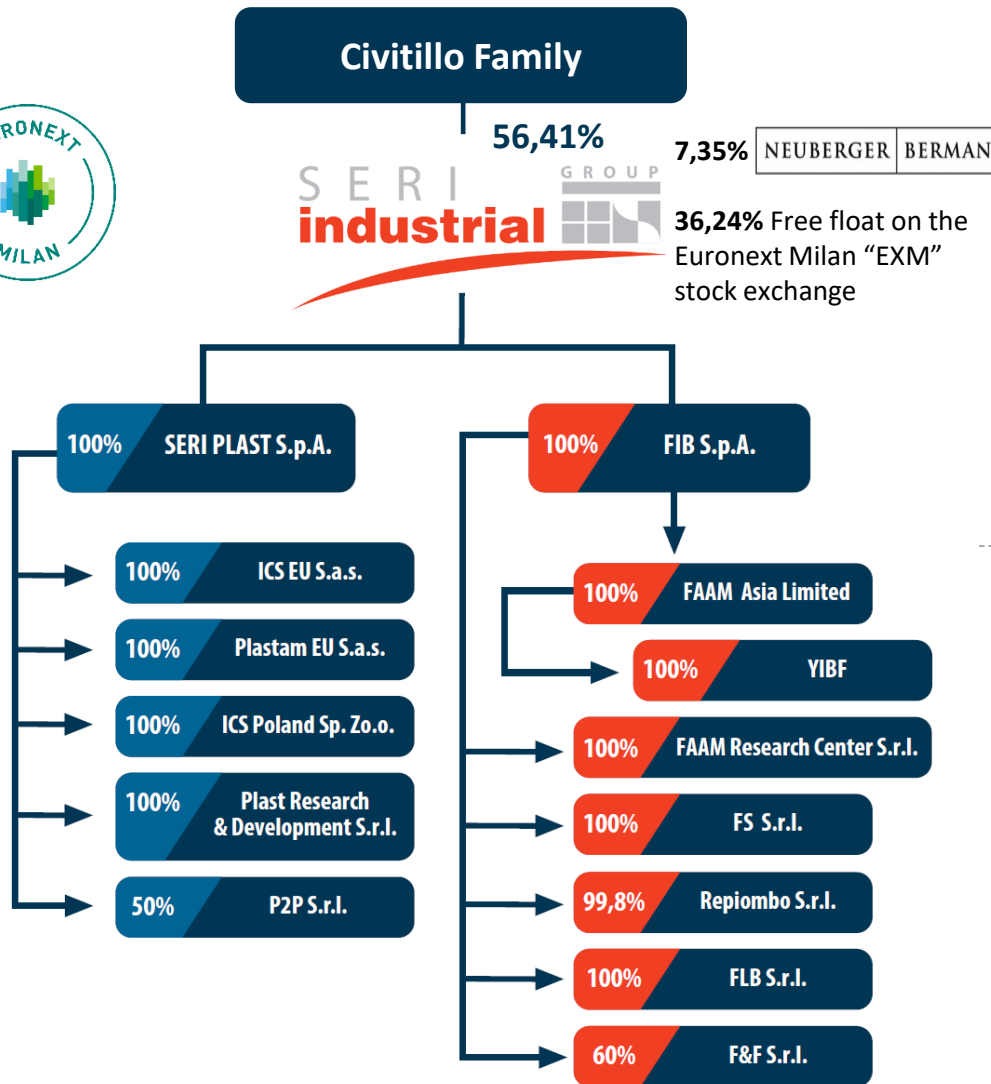 Civitillo Family
EURONEXT
MILAN
56,41%
SERI
industrial
GROUP
7,35% NEUBERGER BERMAN
36,24% Free float on the
Euronext Milan “EXM”
stock exchange
100% SERI PLAST S.p.A.
100% ICS EU S.a.s.
100% Plastam EU S.a.s.
100% ICS Poland Sp. Zo.o.
100% Plast Research
& Development S.r.l.
50% P2P S.r.l.
100% FIB S.p.A.
100% FAAM Asia Limited
100% YIBF
100% FAAM Research Center S.r.l.
100% FS S.r.l.
99,8% Repiombo S.r.l.
100% FLB S.r.l.
60% F&F S.r.l.